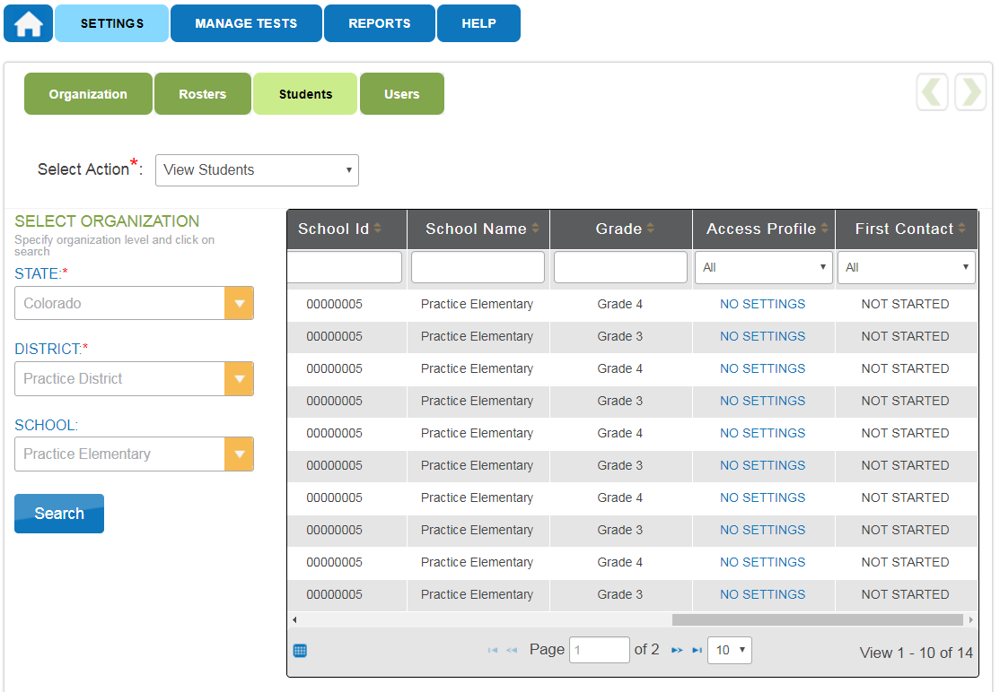 SETTINGS MANAGE TESTS REPORTS HELP
Organization Rosters Students Users
Select Action*: View Students
SELECT ORGANIZATION
Specify organization level and click on
search
STATE:*
Colorado
DISTRICT:*
Practice District
SCHOOL:
Practice Elementary
Search
School Id School Name Grade Access Profile First Contact
All All
00000005 Practice Elementary Grade 4 NO SETTINGS NOT STARTED
00000005 Practice Elementary Grade 3 NO SETTINGS NOT STARTED
00000005 Practice Elementary Grade 4 NO SETTINGS NOT STARTED
00000005 Practice Elementary Grade 3 NO SETTINGS NOT STARTED
00000005 Practice Elementary Grade 4 NO SETTINGS NOT STARTED
00000005 Practice Elementary Grade 3 NO SETTINGS NOT STARTED
00000005 Practice Elementary Grade 4 NO SETTINGS NOT STARTED
00000005 Practice Elementary Grade 3 NO SETTINGS NOT STARTED
00000005 Practice Elementary Grade 4 NO SETTINGS NOT STARTED
00000005 Practice Elementary Grade 3 NO SETTINGS NOT STARTED
Page 1 of 2 10 View 1 - 10 of 14